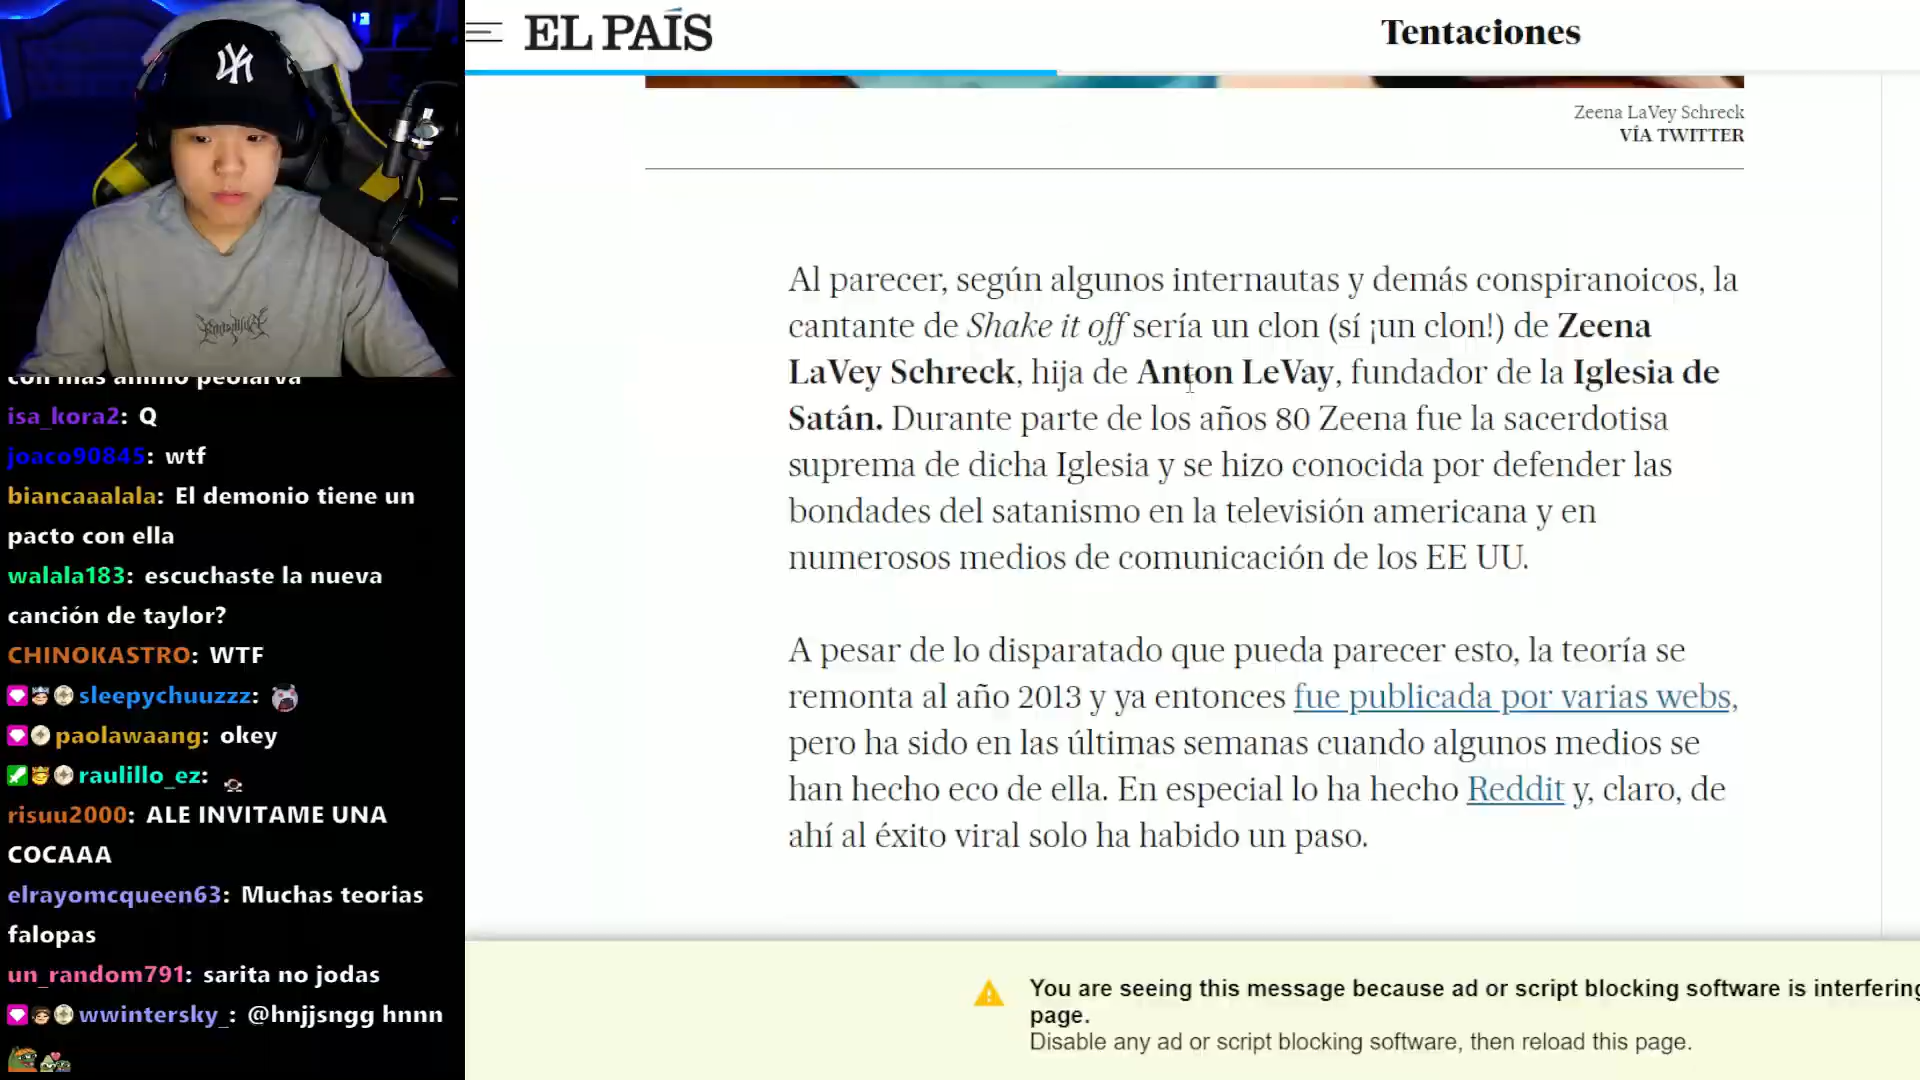 EL PAÍS
Tentaciones
Zeena LaVey Schreck
VÍA TWITTER
Al parecer, según algunos internautas y demás conspiranoicos, la
cantante de Shake it off sería un clon (sí ¡un clon!) de Zeena
LaVey Schreck, hija de Anton LeVay, fundador de la Iglesia de
Satán. Durante parte de los años 80 Zeena fue la sacerdotisa
suprema de dicha Iglesia y se hizo conocida por defender las
bondades del satanismo en la televisión americana y en
numerosos medios de comunicación de los EE UU.
A pesar de lo disparatado que pueda parecer esto, la teoría se
remonta al año 2013 y ya entonces fue publicada por varias webs,
pero ha sido en las últimas semanas cuando algunos medios se
han hecho eco de ella. En especial lo ha hecho Reddit y, claro, de
ahí al éxito viral solo ha habido un paso.
You are seeing this message because ad or script blocking software is interfering
page.
Disable any ad or script blocking software, then reload this page.
isa_kora2: Q
joaco90845: wtf
biancaaalala: El demonio tiene un
pacto con ella
walala183: escuchaste la nueva
canción de taylor?
CHINOKASTRO: WTF
sleepychuuzzz:
paolawaang: okey
raulillo_ez:
risuu2000: ALE INVITAME UNA
COCAAA
elrayomcqueen63: Muchas teorias
falopas
un_random791: sarita no jodas
wwintersky_: @hnjjsngg hnnn